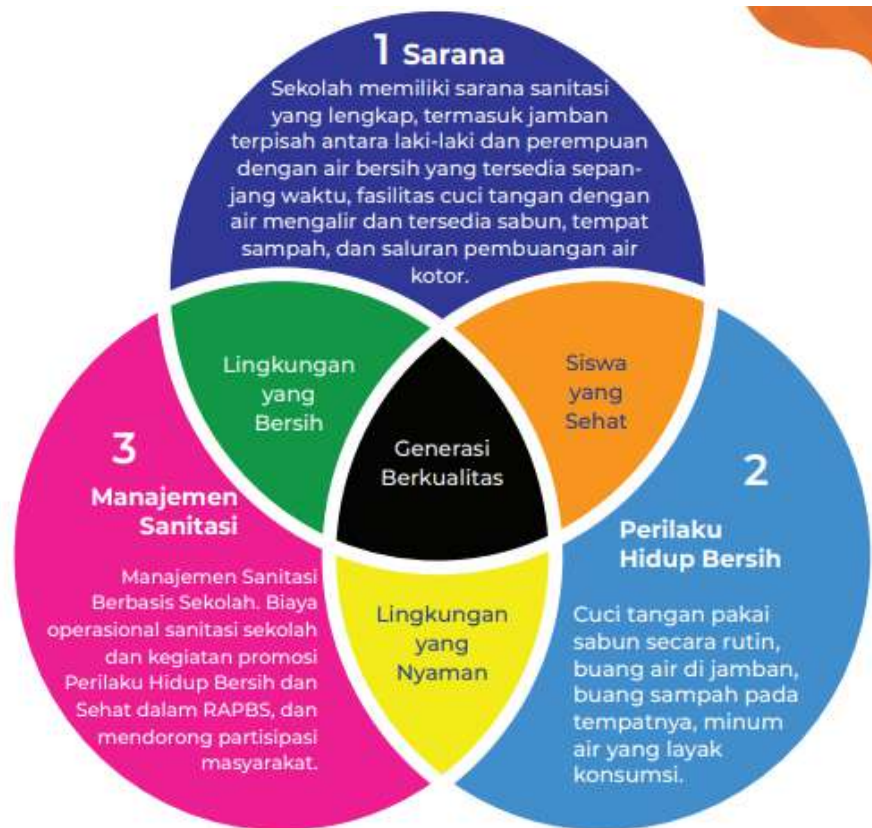 1 Sarana
Sekolah memiliki sarana sanitasi
yang lengkap, termasuk jamban
terpisah antara laki-laki dan perempuan
dengan air bersih yang tersedia sepan-
jang waktu, fasilitas cuci tangan dengan
air mengalir dan tersedia sabun, tempat
sampah, dan saluran pembuangan air
kotor.
Lingkungan
yang
Bersih
Siswa
yang
Sehat
Generasi
Berkualitas
3
Manajemen
Sanitasi
Manajemen Sanitasi
Berbasis Sekolah. Biaya
operasional sanitasi sekolah
dan kegiatan promosi
Perilaku Hidup Bersih dan
Sehat dalam RAPBS, dan
mendorong partisipasi
masyarakat.
Lingkungan
yang
Nyaman
2
Perilaku
Hidup Bersih
Cuci tangan pakai
sabun secara rutin,
buang air di jamban,
buang sampah pada
tempatnya, minum
air yang layak
konsumsi.